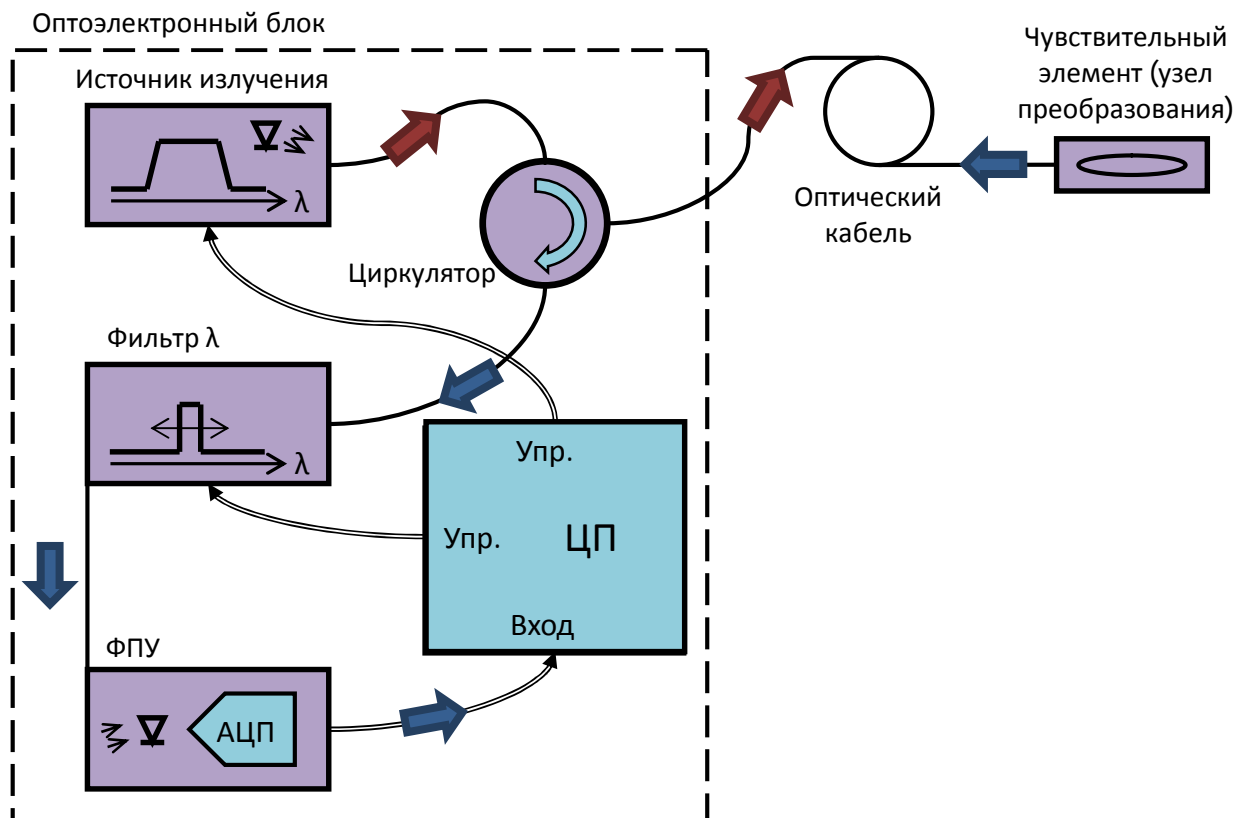 Оптоэлектронный блок
Источник излучения
λ
Циркулятор
Чувствительный
элемент (узел
преобразования)
Оптический
кабель
Фильтр λ
λ
Упр.
Упр.
ЦП
Вход
ФПУ
АЦП